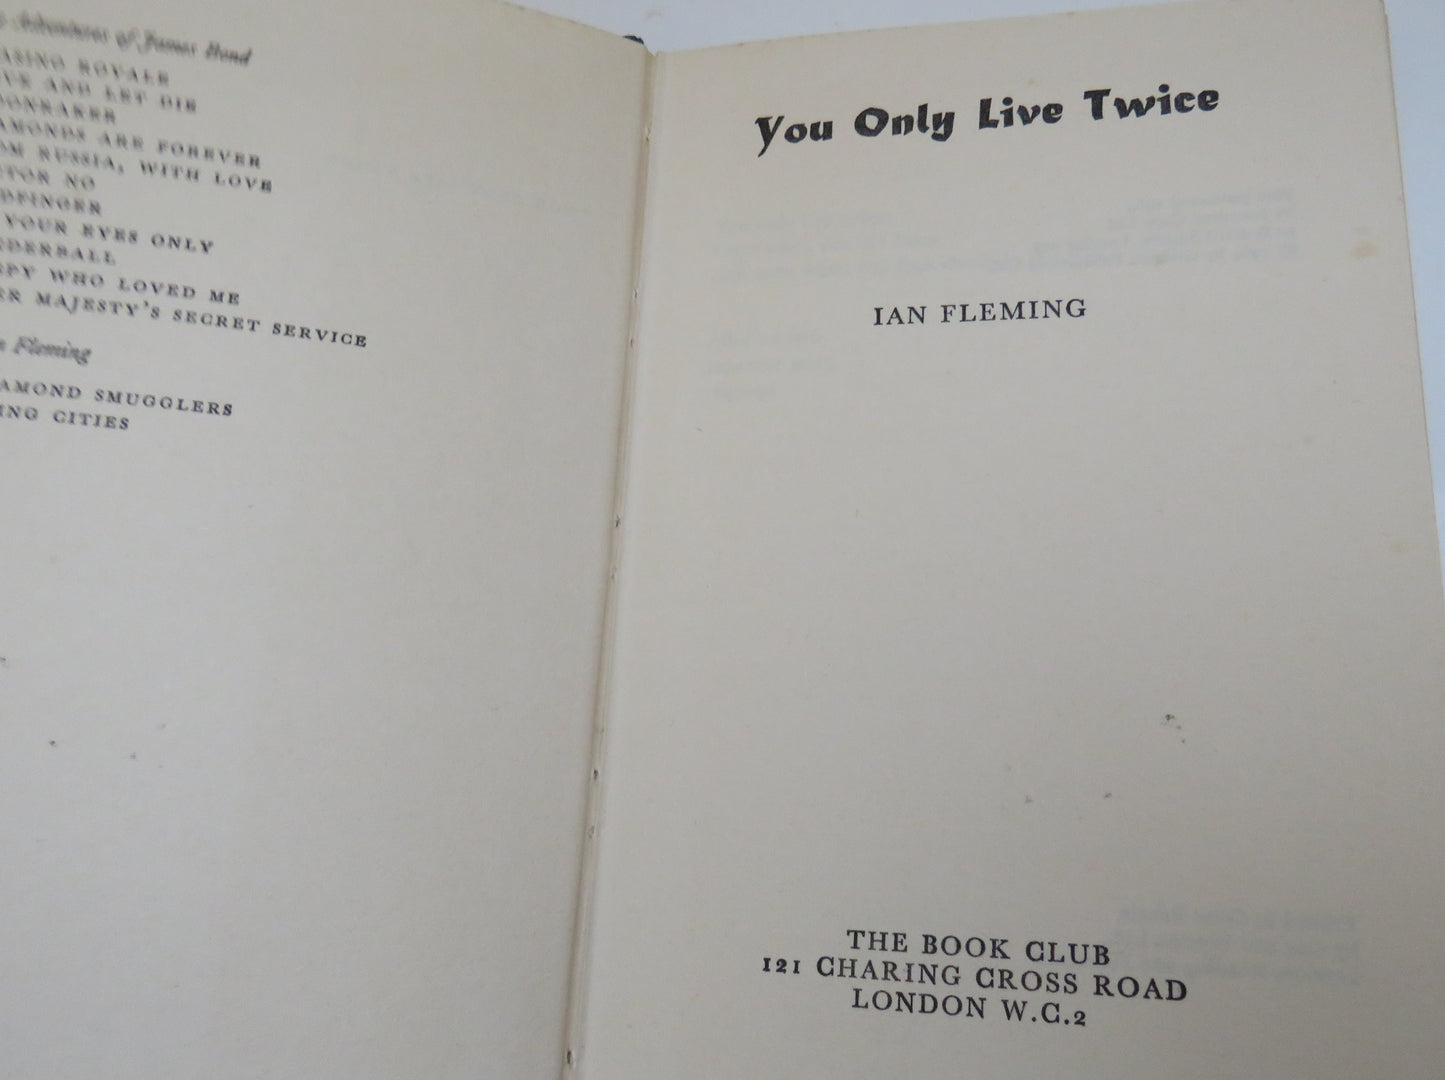 Adventures of James Bond
ASINO ROYALE
VE AND LET DIE
OONRAKER
AMONDS ARE FOREVER
OM RUSSIA, WITH LOVE
CTOR NO
DFINGER
YOUR EYES ONLY
DERBALL
SPY WHO LOVED ME
ER MAJESTY'S SECRET SERVICE
n Fleming
AMOND SMUGGLERS
ING CITIES
You Only Live Twice
IAN FLEMING
THE BOOK CLUB
121 CHARING CROSS ROAD
LONDON W.C.2